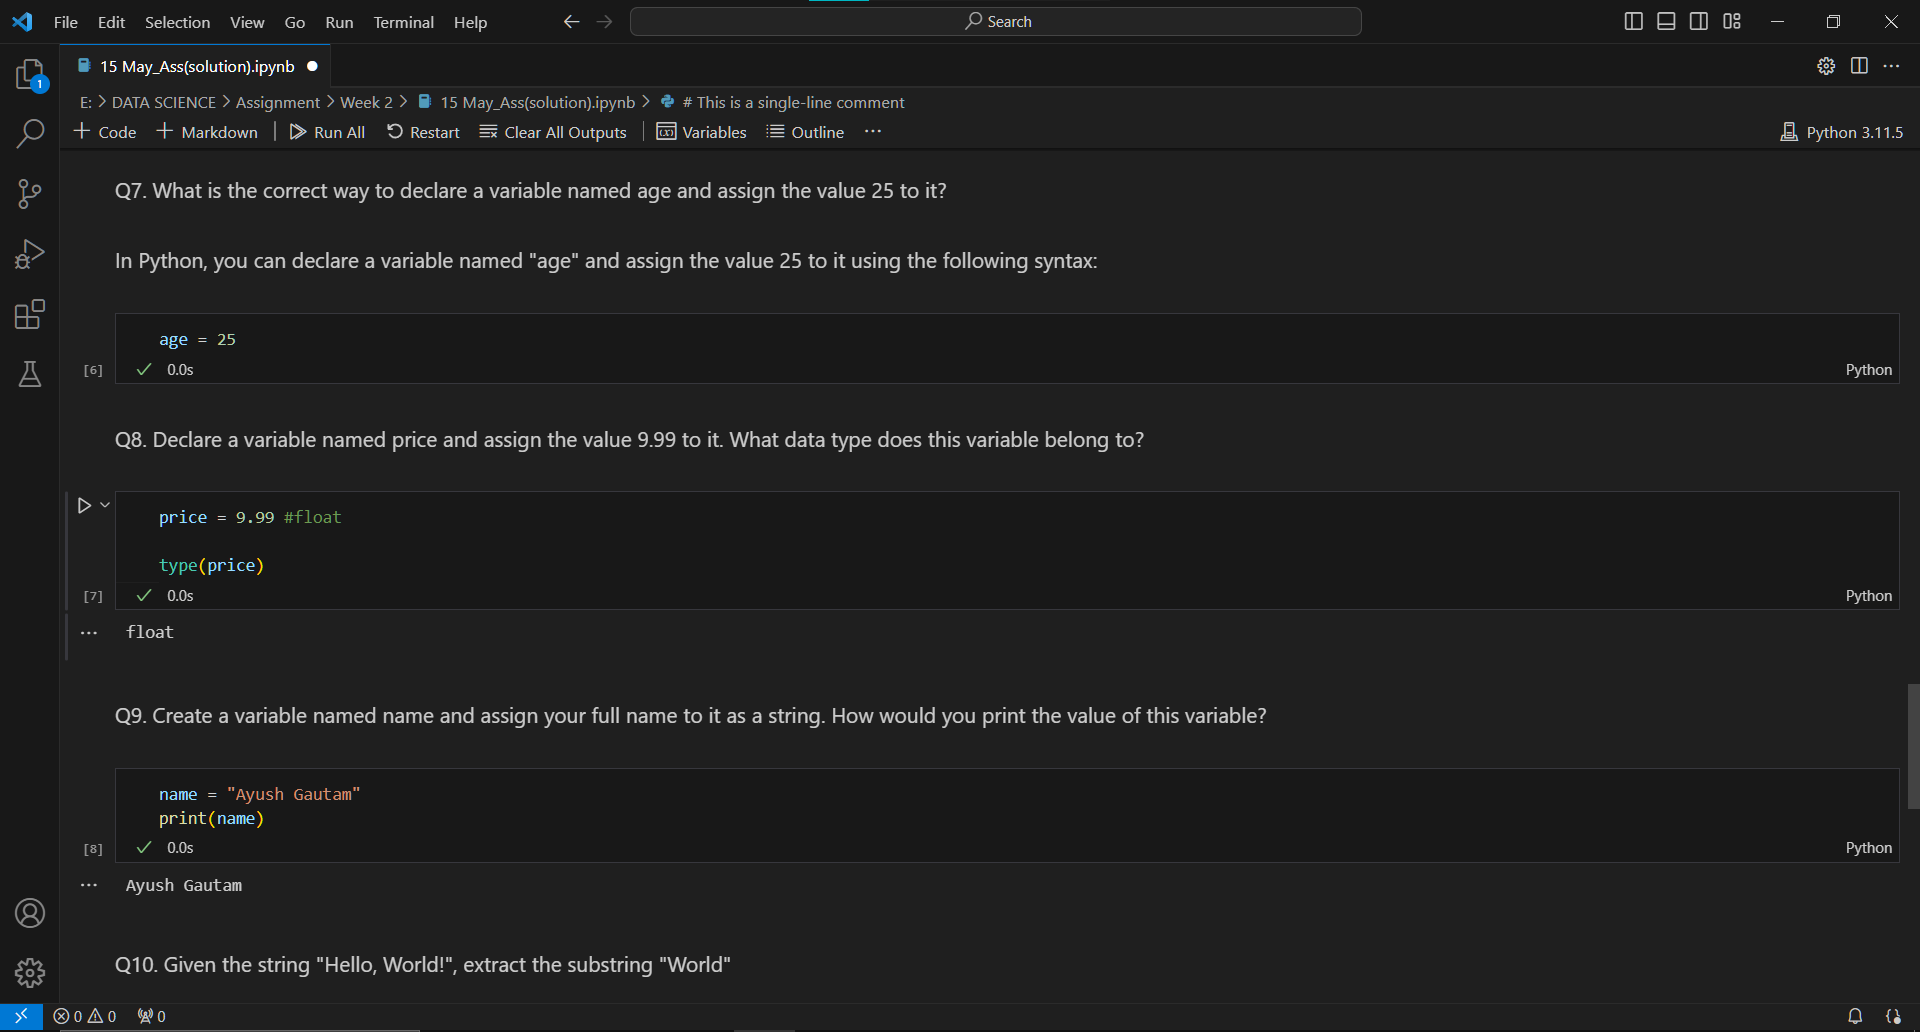 File Edit Selection View Go Run Terminal Help Search
15 May_Ass(solution).ipynb
1
E: > DATA SCIENCE > Assignment > Week 2 > 15 May_Ass(solution).ipynb > # This is a single-line comment
+ Code + Markdown | Run All Restart Clear All Outputs | Variables Outline ... Python 3.11.5
Q7. What is the correct way to declare a variable named age and assign the value 25 to it?
In Python, you can declare a variable named "age" and assign the value 25 to it using the following syntax:
age = 25
[6] 0.0s Python
Q8. Declare a variable named price and assign the value 9.99 to it. What data type does this variable belong to?
price = 9.99 #float
type(price)
[7] 0.0s Python
... float
Q9. Create a variable named name and assign your full name to it as a string. How would you print the value of this variable?
name = "Ayush Gautam"
print(name)
[8] 0.0s Python
... Ayush Gautam
Q10. Given the string "Hello, World!", extract the substring "World"
0 0 0